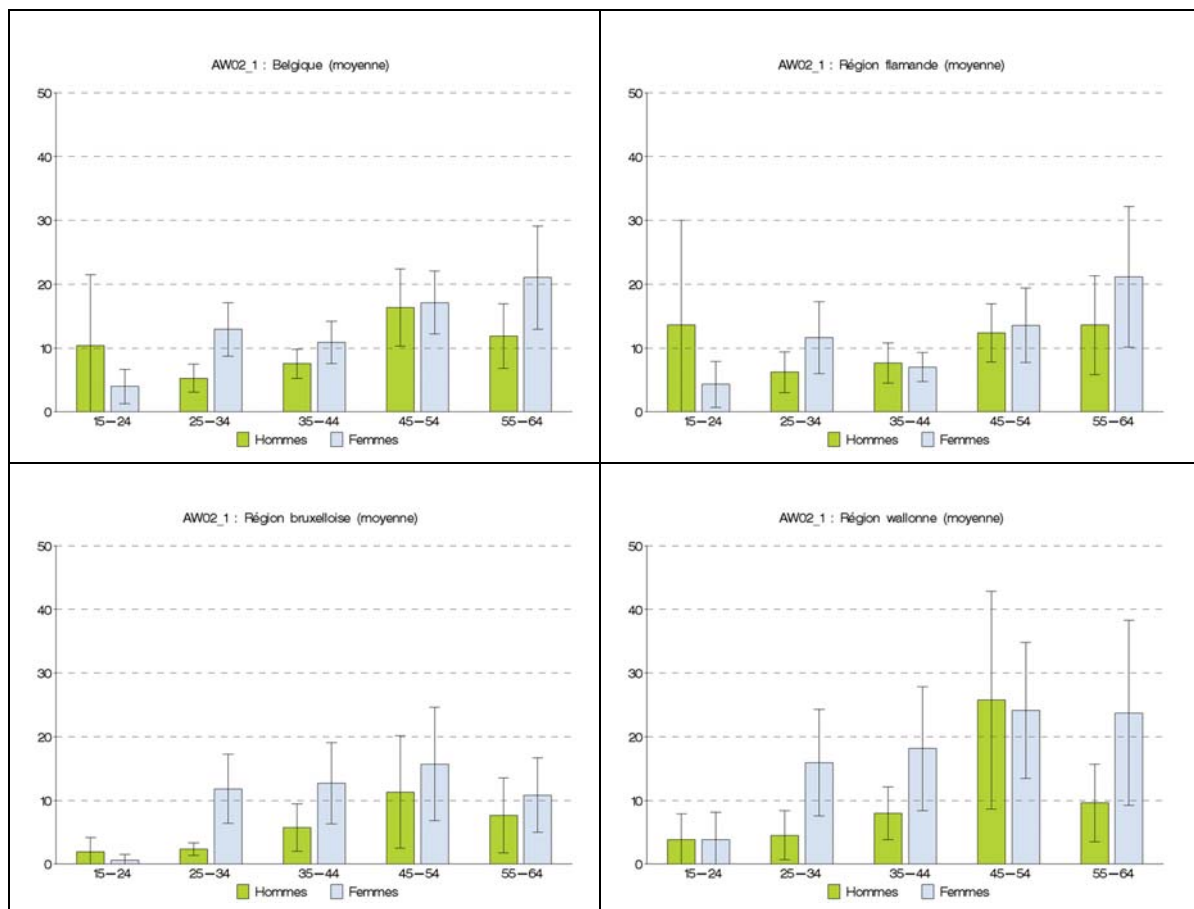 AW02_1 : Belgique (moyenne)
50
40
30
20
10
0
15–24 25–34 35–44 45–54 55–64
Hommes Femmes
AW02_1 : Région flamande (moyenne)
50
40
30
20
10
0
15–24 25–34 35–44 45–54 55–64
Hommes Femmes
AW02_1 : Région bruxelloise (moyenne)
50
40
30
20
10
0
15–24 25–34 35–44 45–54 55–64
Hommes Femmes
AW02_1 : Région wallonne (moyenne)
50
40
30
20
10
0
15–24 25–34 35–44 45–54 55–64
Hommes Femmes